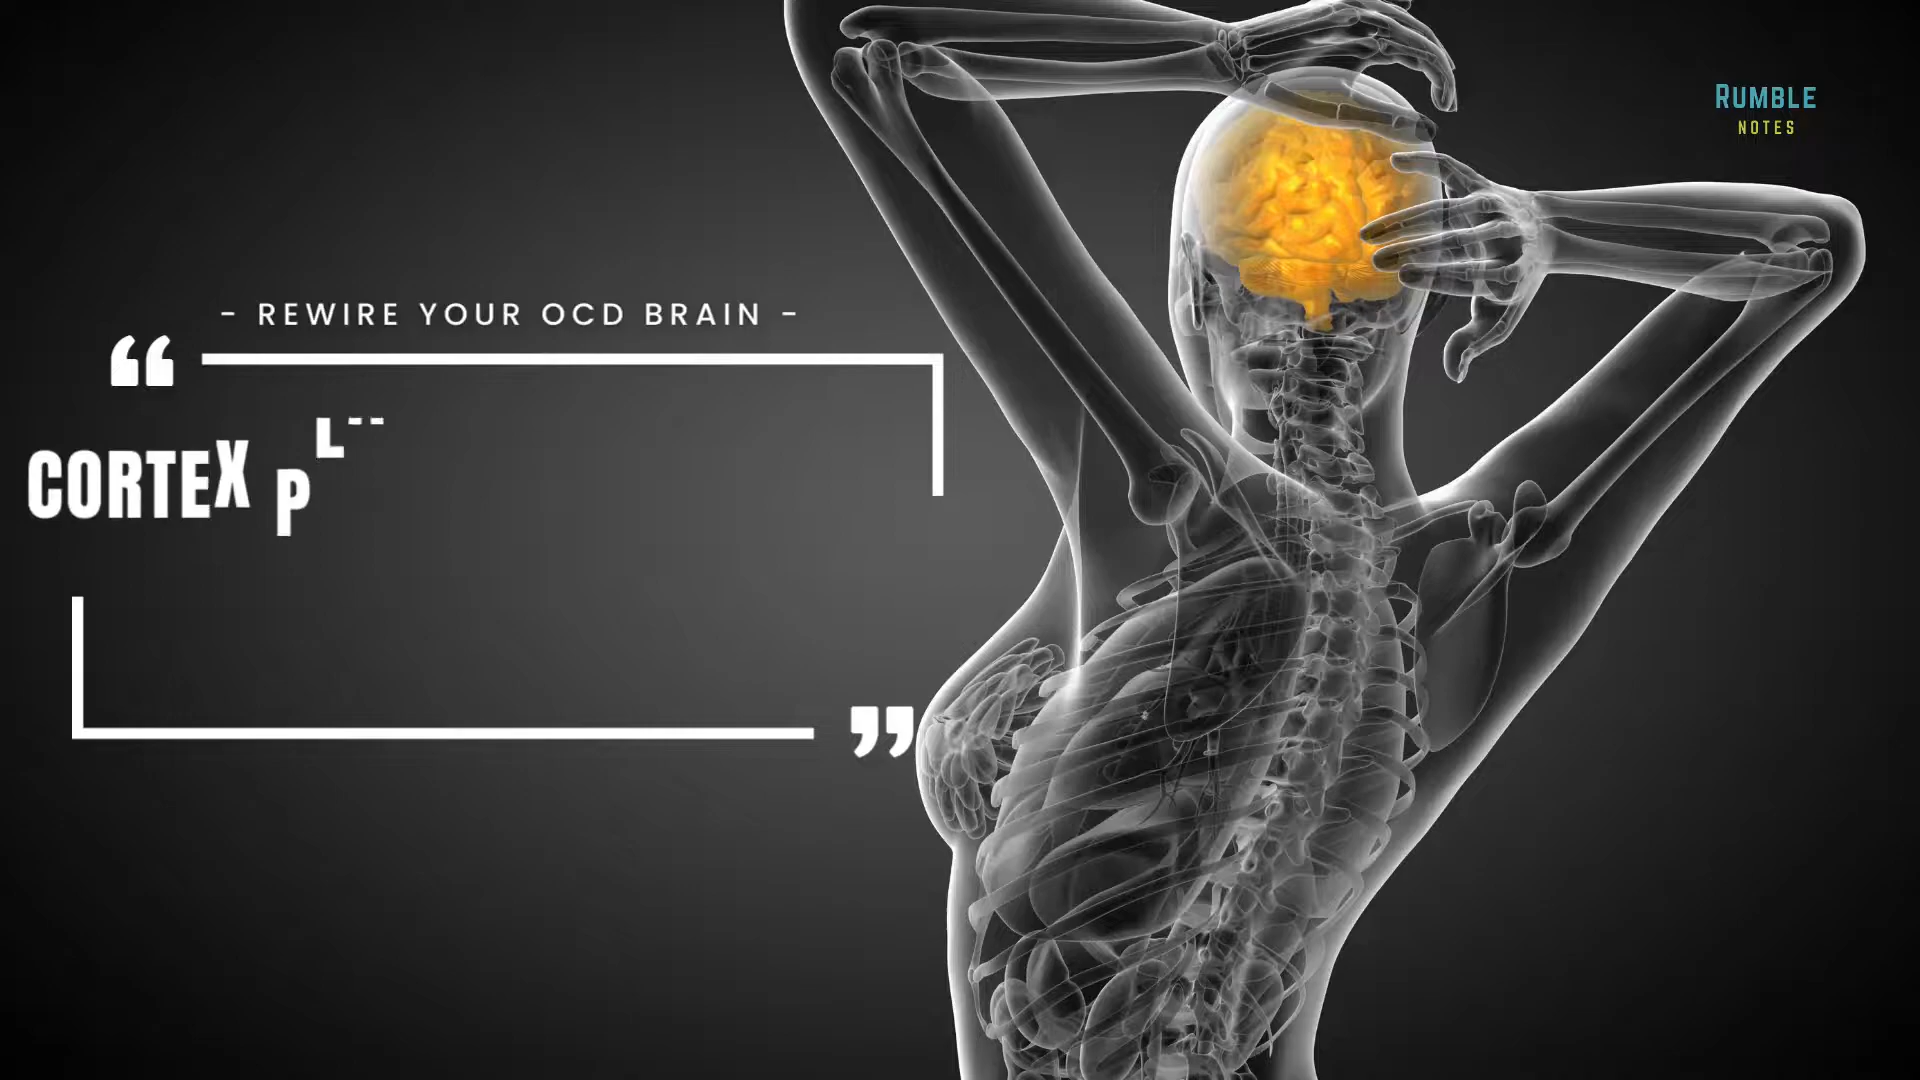 RUMBLE
NOTES
- REWIRE YOUR OCD BRAIN -
“
CORTEX
”